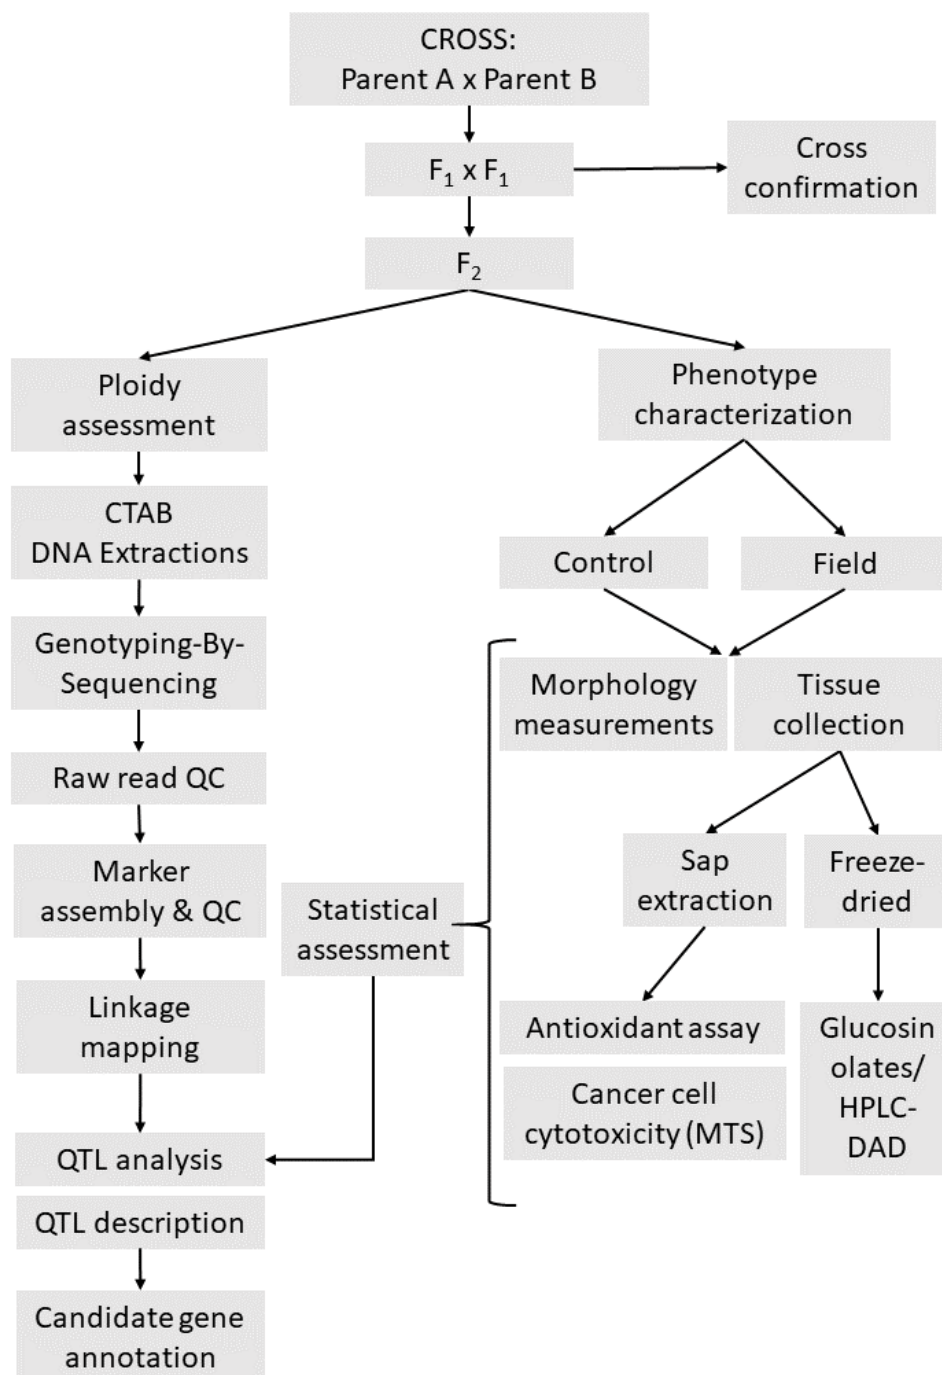 CROSS:
Parent A x Parent B
F₁ x F₁
Cross
confirmation
F₂
Ploidy
assessment
CTAB
DNA Extractions
Genotyping-By-
Sequencing
Raw read QC
Marker
assembly & QC
Linkage
mapping
QTL analysis
QTL description
Candidate gene
annotation
Statistical
assessment
Phenotype
characterization
Control
Field
Morphology
measurements
Tissue
collection
Sap
extraction
Freeze-
dried
Antioxidant assay
Cancer cell
cytotoxicity (MTS)
Glucosin
olates/
HPLC-
DAD